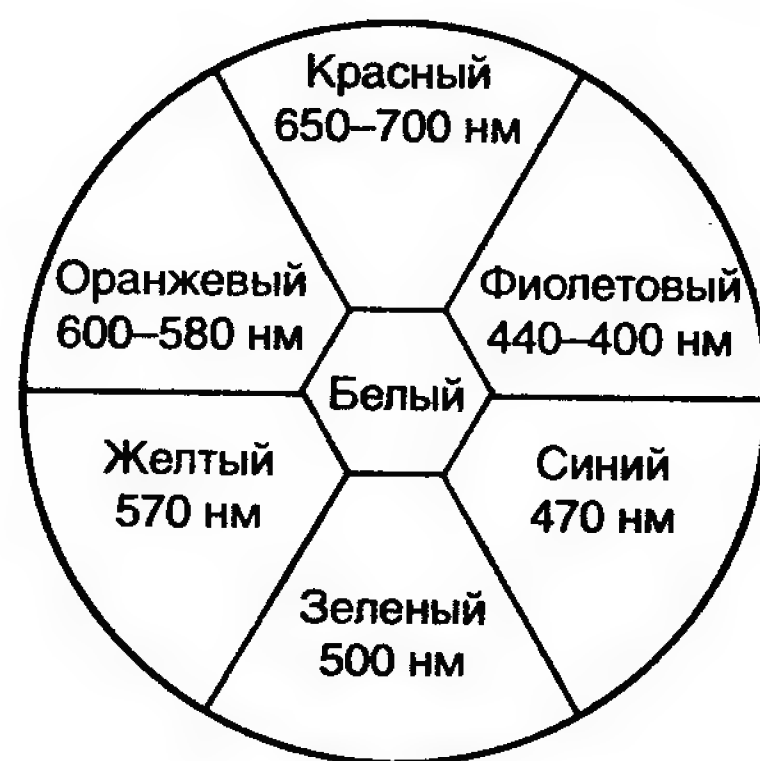 Красный
650–700 нм
Оранжевый
600–580 нм
Фиолетовый
440–400 нм
Белый
Желтый
570 нм
Синий
470 нм
Зеленый
500 нм